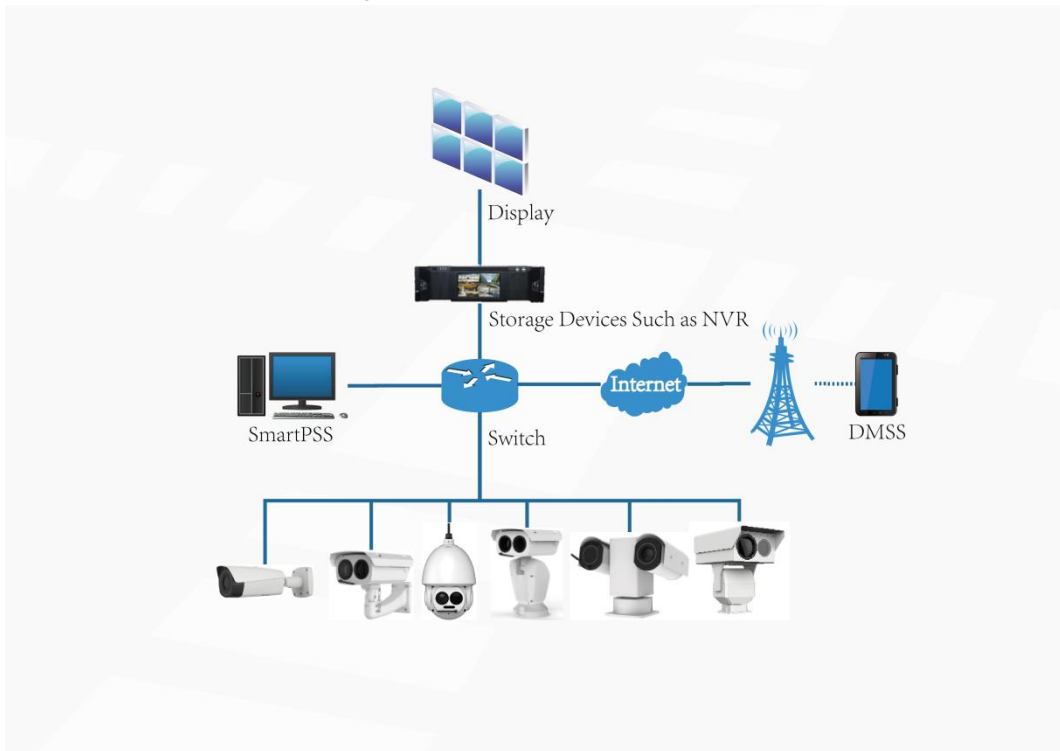 Display
Storage Devices Such as NVR
Internet
SmartPSS
Switch
DMSS